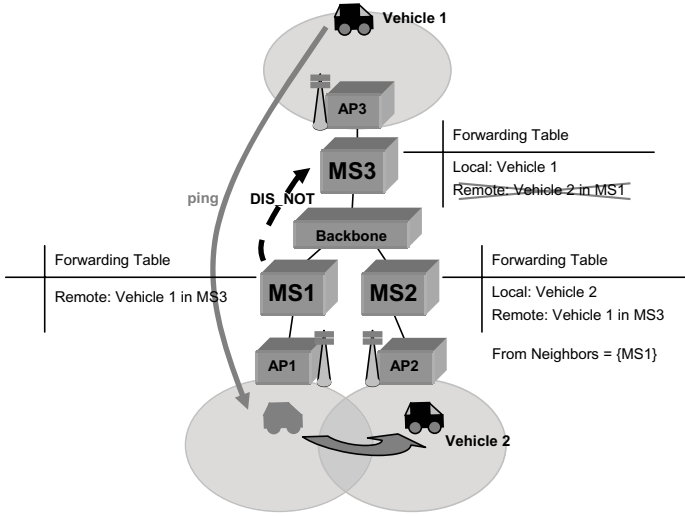 Vehicle 1
AP3
Forwarding Table
MS3
Local: Vehicle 1
Remote: Vehicle 2 in MS1
ping
DIS_NOT
Backbone
Forwarding Table
Forwarding Table
MS1
MS2
Remote: Vehicle 1 in MS3
Local: Vehicle 2
Remote: Vehicle 1 in MS3
From Neighbors = {MS1}
AP1
AP2
Vehicle 2